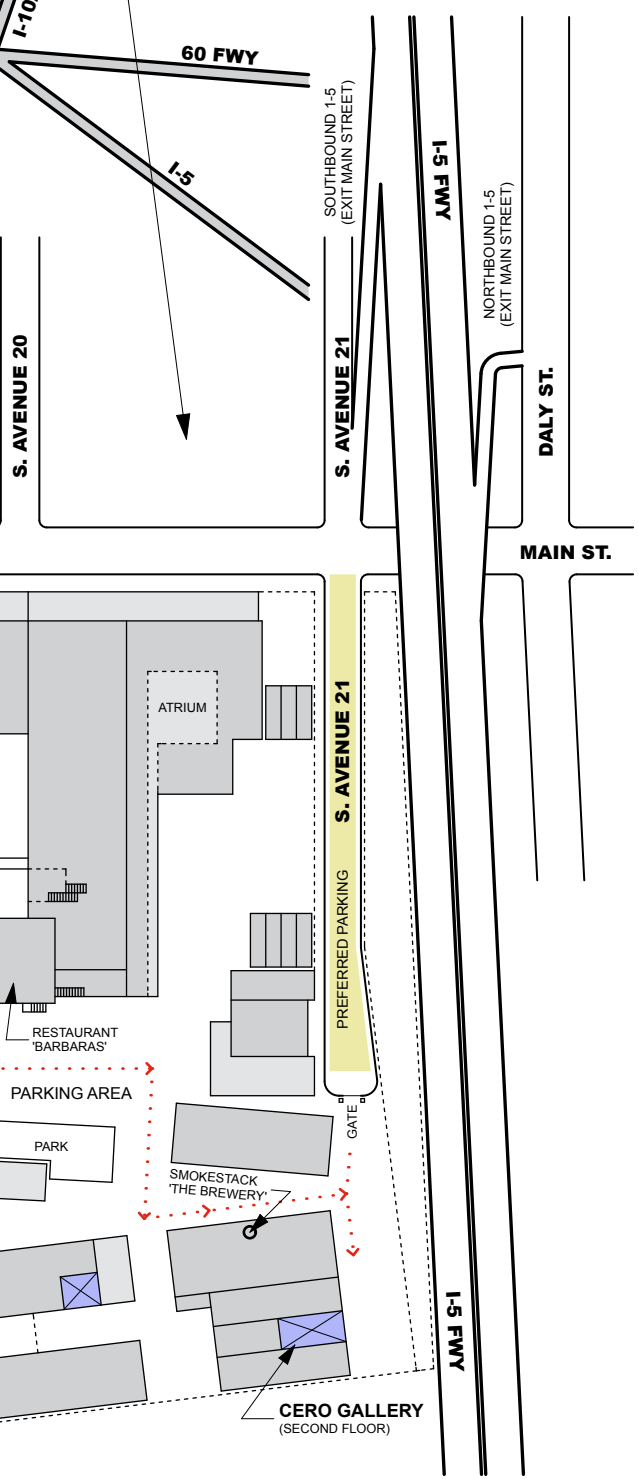 I-10
60 FWY
I-5
SOUTHBOUND 1-5
(EXIT MAIN STREET)
I-5 FWY
NORTHBOUND 1-5
(EXIT MAIN STREET)
S. AVENUE 20
S. AVENUE 21
DALY ST.
MAIN ST.
ATRIUM
S. AVENUE 21
PREFERRED PARKING
RESTAURANT
'BARBARAS'
PARKING AREA
GATE
PARK
SMOKESTACK
'THE BREWERY'
I-5 FWY
CERO GALLERY
(SECOND FLOOR)